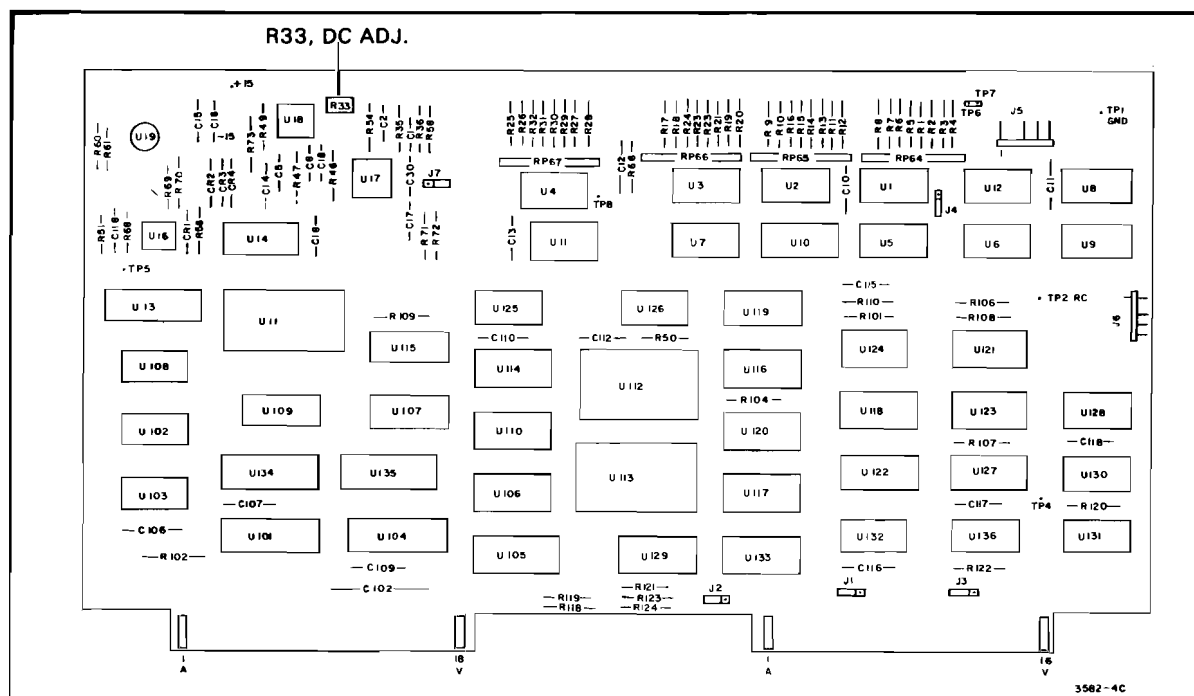 R33, DC ADJ.
+15
R33
TP7
TP6
J5
TP1
GND
R60
R61
U19
C15
C16
-15
R73
R49
U18
R54
C2
R35
C1
R36
R56
R25
R26
R32
R31
R30
R29
R27
R28
R17
R18
R24
R23
R23
R21
R19
R20
R9
R10
R16
R15
R14
R13
R11
R12
R8
R7
R6
R5
R1
R2
R3
R4
R69
R70
CR2
CR3
CR4
C14
C5
R47
C8
C18
R46
U17
C30
J7
RP67
C12
R66
RP66
RP65
RP64
U4
TP8
U3
U2
C10
U1
J4
U12
C11
U8
R51
C118
R68
U16
CR1
R58
U14
C18
C17
R71
R72
C13
U11
U7
U10
U5
U6
U9
TP5
U13
U11
R109
U125
U126
U119
C115
R110
R101
R106
R108
TP2 RC
J6
C110
C112
R50
U115
U114
U112
U116
U124
U121
U108
R104
U109
U107
U110
U120
U118
U123
U128
U102
R107
C118
U134
U135
U106
U113
U117
U122
U127
U130
U103
C107
C117
TP4
R120
C106
U101
U104
U105
U129
U133
U132
U136
U131
R102
C109
C116
R122
C102
R121
J2
J1
J3
R119
R123
R118
R124
1
A
18
V
1
A
16
V
3582-4C